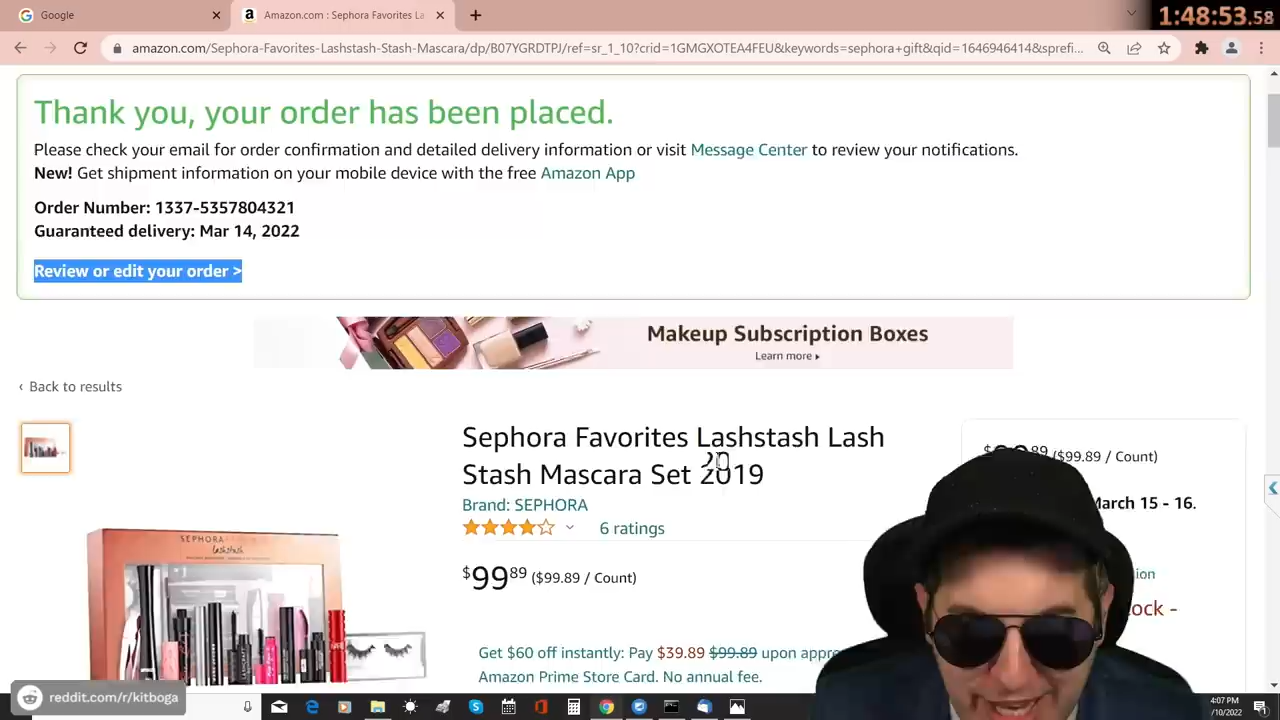 1:48:53.58
Google
Amazon.com : Sephora Favorites La
amazon.com/Sephora-Favorites-Lashstash-Stash-Mascara/dp/B07YGRDTPJ/ref=sr_1_10?crid=1GMGXOTEA4FEU&keywords=sephora+gift&qid=1646946414&sprefi...
Thank you, your order has been placed.
Please check your email for order confirmation and detailed delivery information or visit Message Center to review your notifications.
New! Get shipment information on your mobile device with the free Amazon App
Order Number: 1337-5357804321
Guaranteed delivery: Mar 14, 2022
Review or edit your order >
Makeup Subscription Boxes
Learn more
‹ Back to results
Sephora Favorites Lashstash Lash
Stash Mascara Set 2019
20
Brand: SEPHORA
6 ratings
$99 89 ($99.89 / Count)
Get $60 off instantly: Pay $39.89 $99.89 upon
Amazon Prime Store Card. No annual fee.
89 ($99.89 / Count)
March 15 - 16.
SEPHORA
lashstash
reddit.com/r/kitboga
4:07 PM
/10/2022